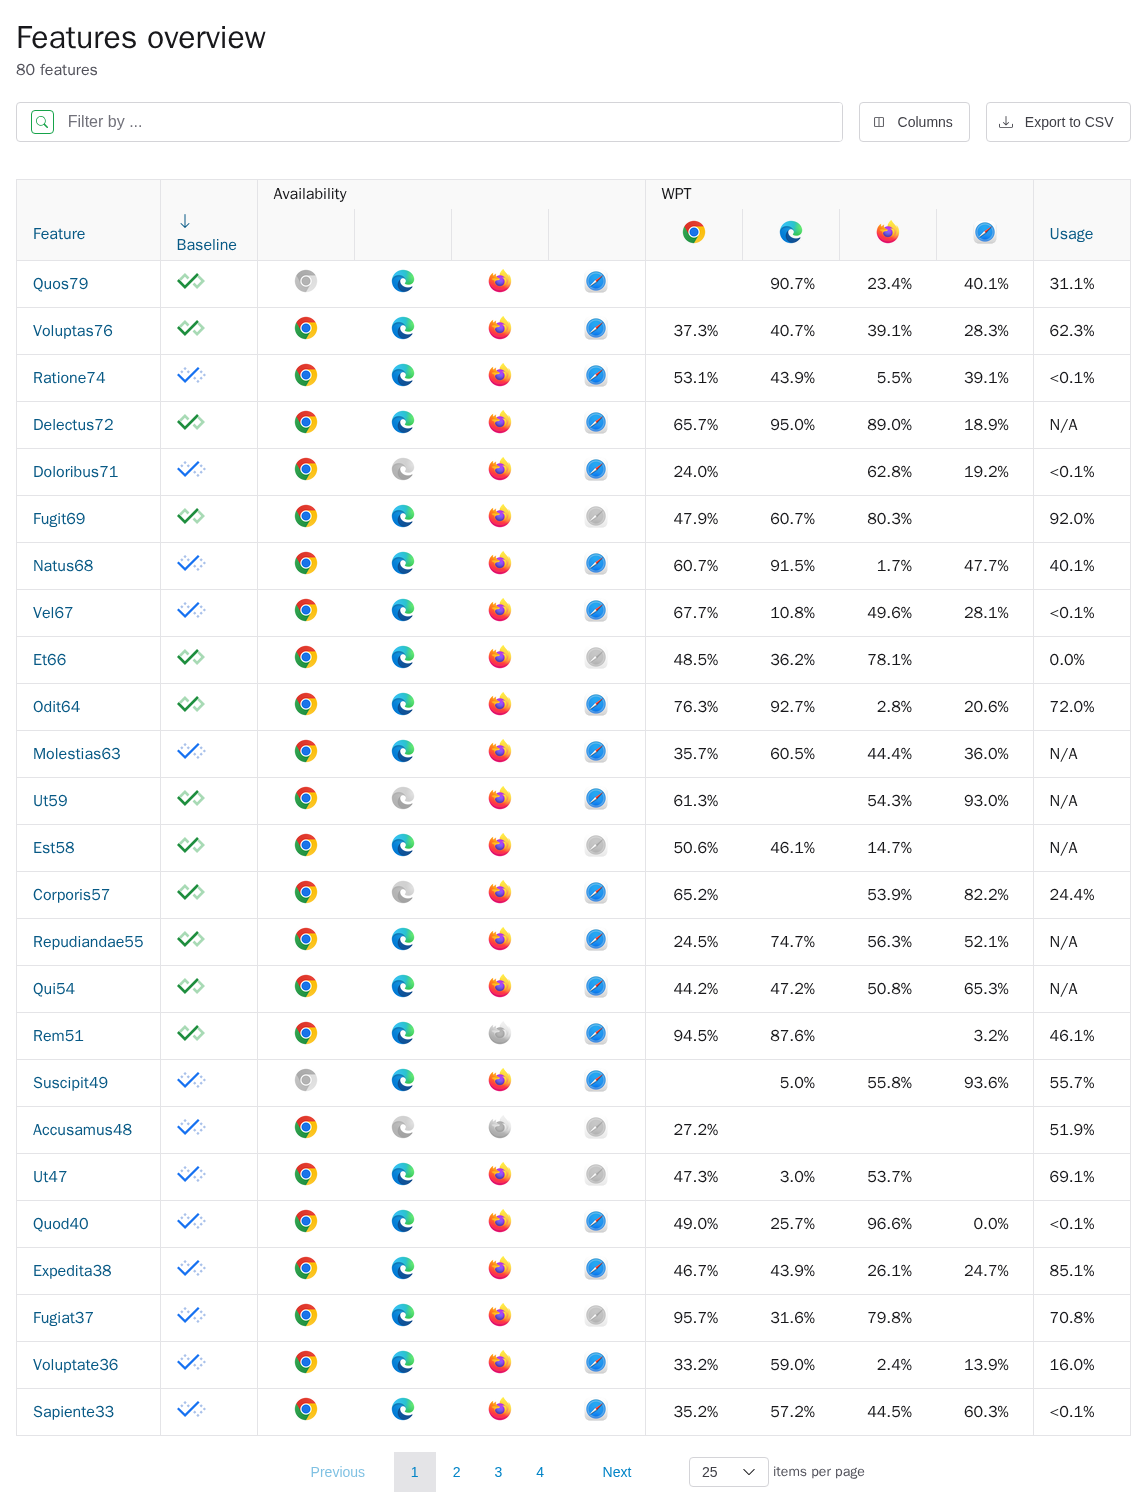 Features overview
80 features
Filter by ...
Columns
Export to CSV
Availability
WPT
Feature
Baseline
Usage
Quos79 90.7% 23.4% 40.1% 31.1%
Voluptas76 37.3% 40.7% 39.1% 28.3% 62.3%
Ratione74 53.1% 43.9% 5.5% 39.1% <0.1%
Delectus72 65.7% 95.0% 89.0% 18.9% N/A
Doloribus71 24.0% 62.8% 19.2% <0.1%
Fugit69 47.9% 60.7% 80.3% 92.0%
Natus68 60.7% 91.5% 1.7% 47.7% 40.1%
Vel67 67.7% 10.8% 49.6% 28.1% <0.1%
Et66 48.5% 36.2% 78.1% 0.0%
Odit64 76.3% 92.7% 2.8% 20.6% 72.0%
Molestias63 35.7% 60.5% 44.4% 36.0% N/A
Ut59 61.3% 54.3% 93.0% N/A
Est58 50.6% 46.1% 14.7% N/A
Corporis57 65.2% 53.9% 82.2% 24.4%
Repudiandae55 24.5% 74.7% 56.3% 52.1% N/A
Qui54 44.2% 47.2% 50.8% 65.3% N/A
Rem51 94.5% 87.6% 3.2% 46.1%
Suscipit49 5.0% 55.8% 93.6% 55.7%
Accusamus48 27.2% 51.9%
Ut47 47.3% 3.0% 53.7% 69.1%
Quod40 49.0% 25.7% 96.6% 0.0% <0.1%
Expedita38 46.7% 43.9% 26.1% 24.7% 85.1%
Fugiat37 95.7% 31.6% 79.8% 70.8%
Voluptate36 33.2% 59.0% 2.4% 13.9% 16.0%
Sapiente33 35.2% 57.2% 44.5% 60.3% <0.1%
Previous 1 2 3 4 Next 25 items per page